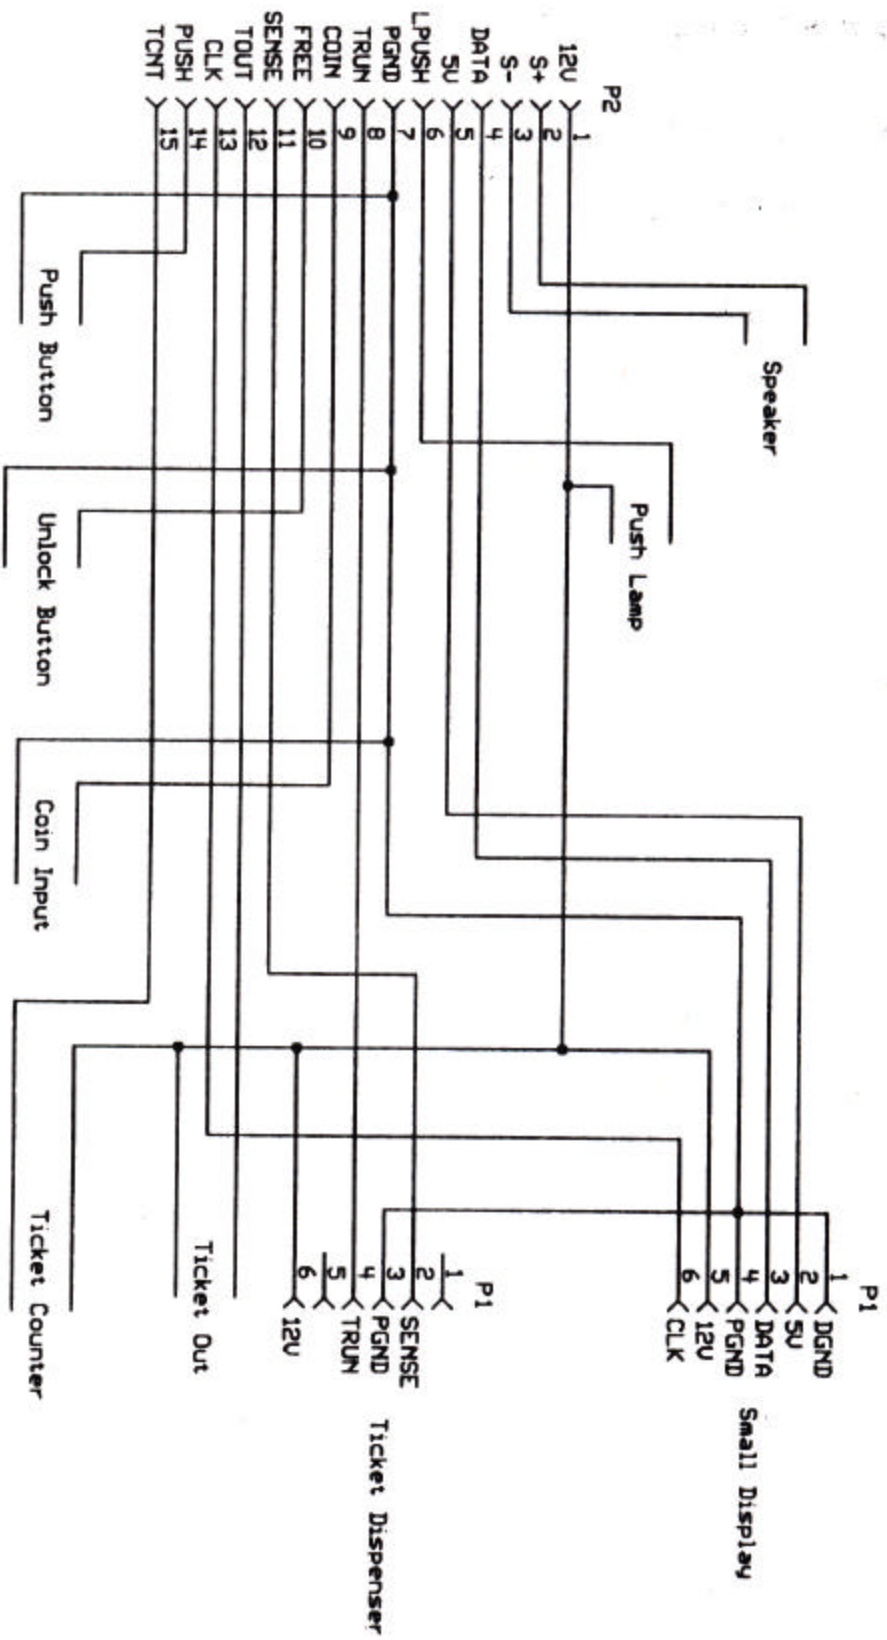 P2
12V 1
S+ 2
S- 3
DATA 4
5V 5
LPUSH 6
PGND 7
TRUN 8
COIN 9
FREE 10
SENSE 11
TOUT 12
CLK 13
PUSH 14
TCNT 15
Speaker
Push Lamp
Push Button
Unlock Button
Coin Input
P1
1 DGND
2 5V
3 DATA
4 PGND
5 12V
6 CLK
Small Display
P1
1
2 SENSE
3 PGND
4 TRUN
5
6 12V
Ticket Dispenser
Ticket Out
Ticket Counter